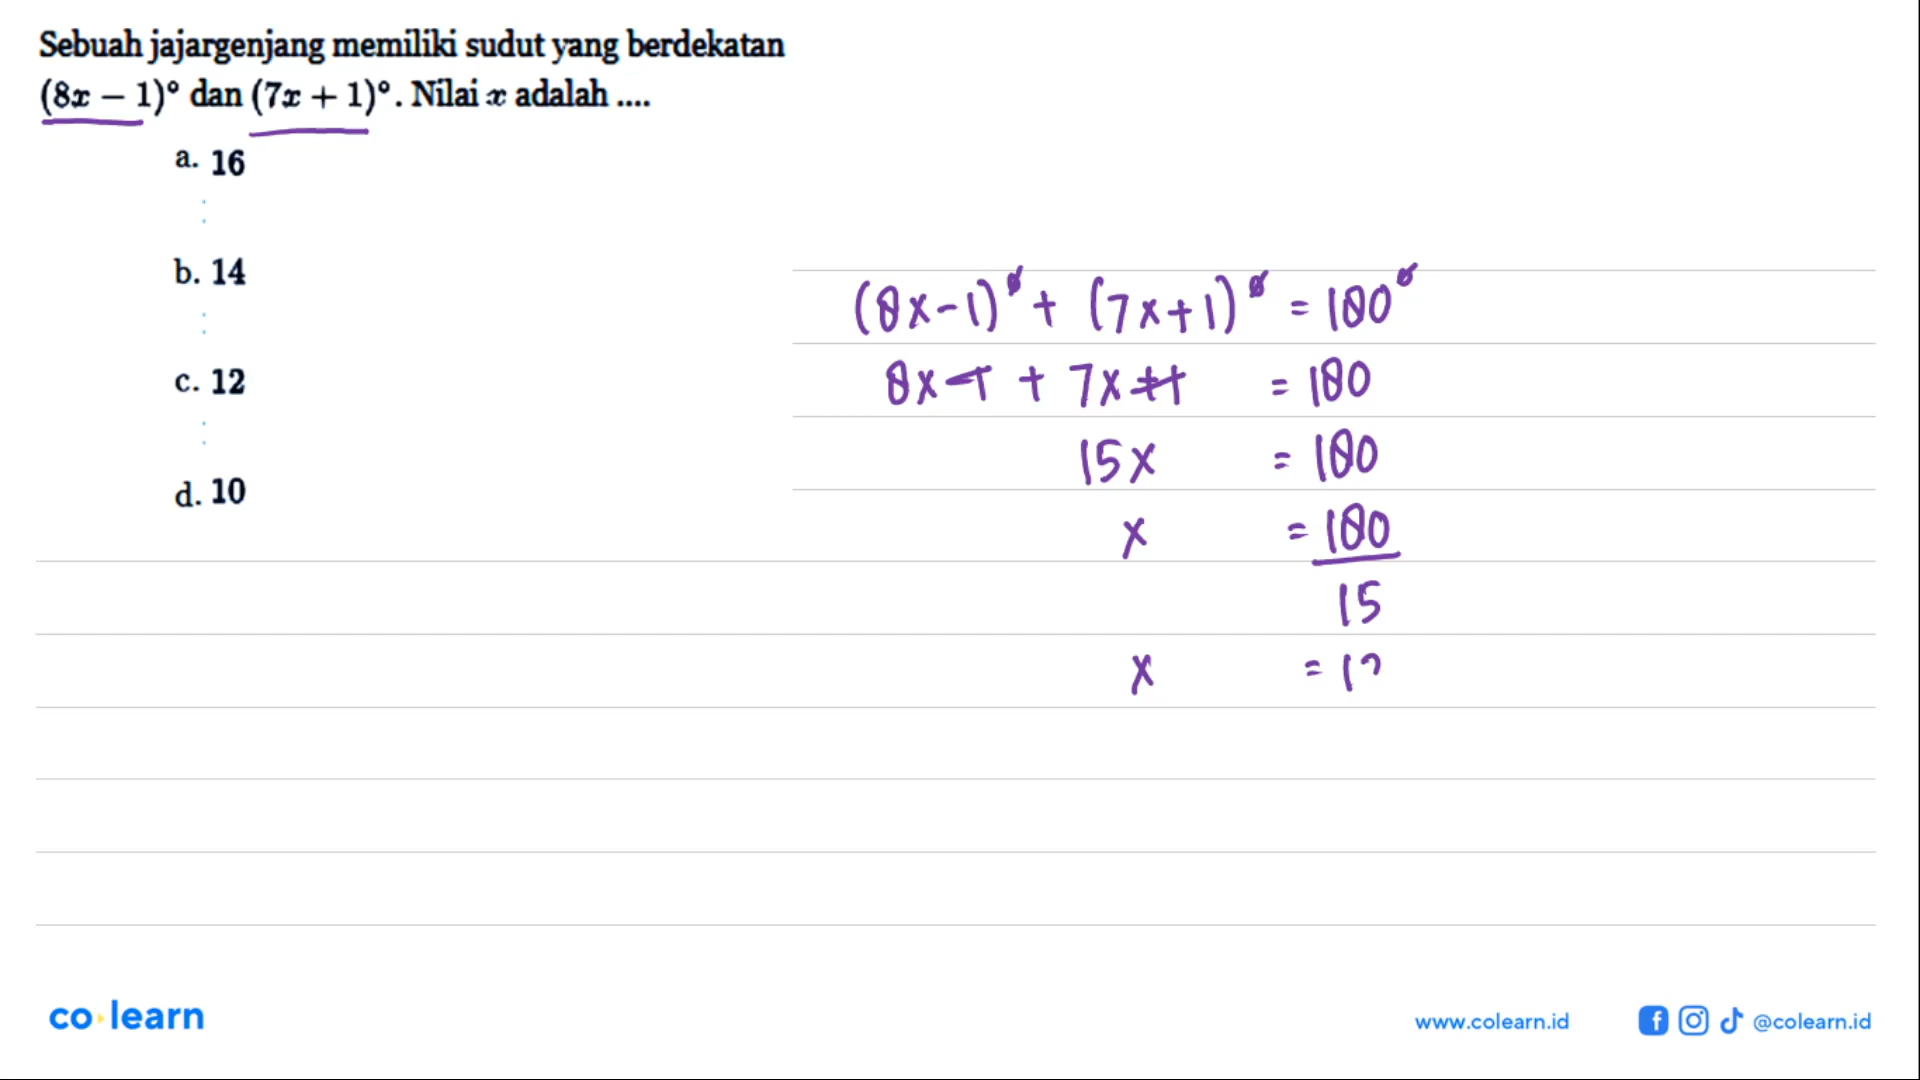 Sebuah jajargenjang memiliki sudut yang berdekatan
(8x − 1)° dan (7x + 1)°. Nilai x adalah ....
a. 16
b. 14
c. 12
d. 10
(8x-1)° + (7x+1)° = 180°
8x-1 + 7x+1 = 180
15x = 180
x = 180
15
x = 12
co learn
www.colearn.id
@colearn.id